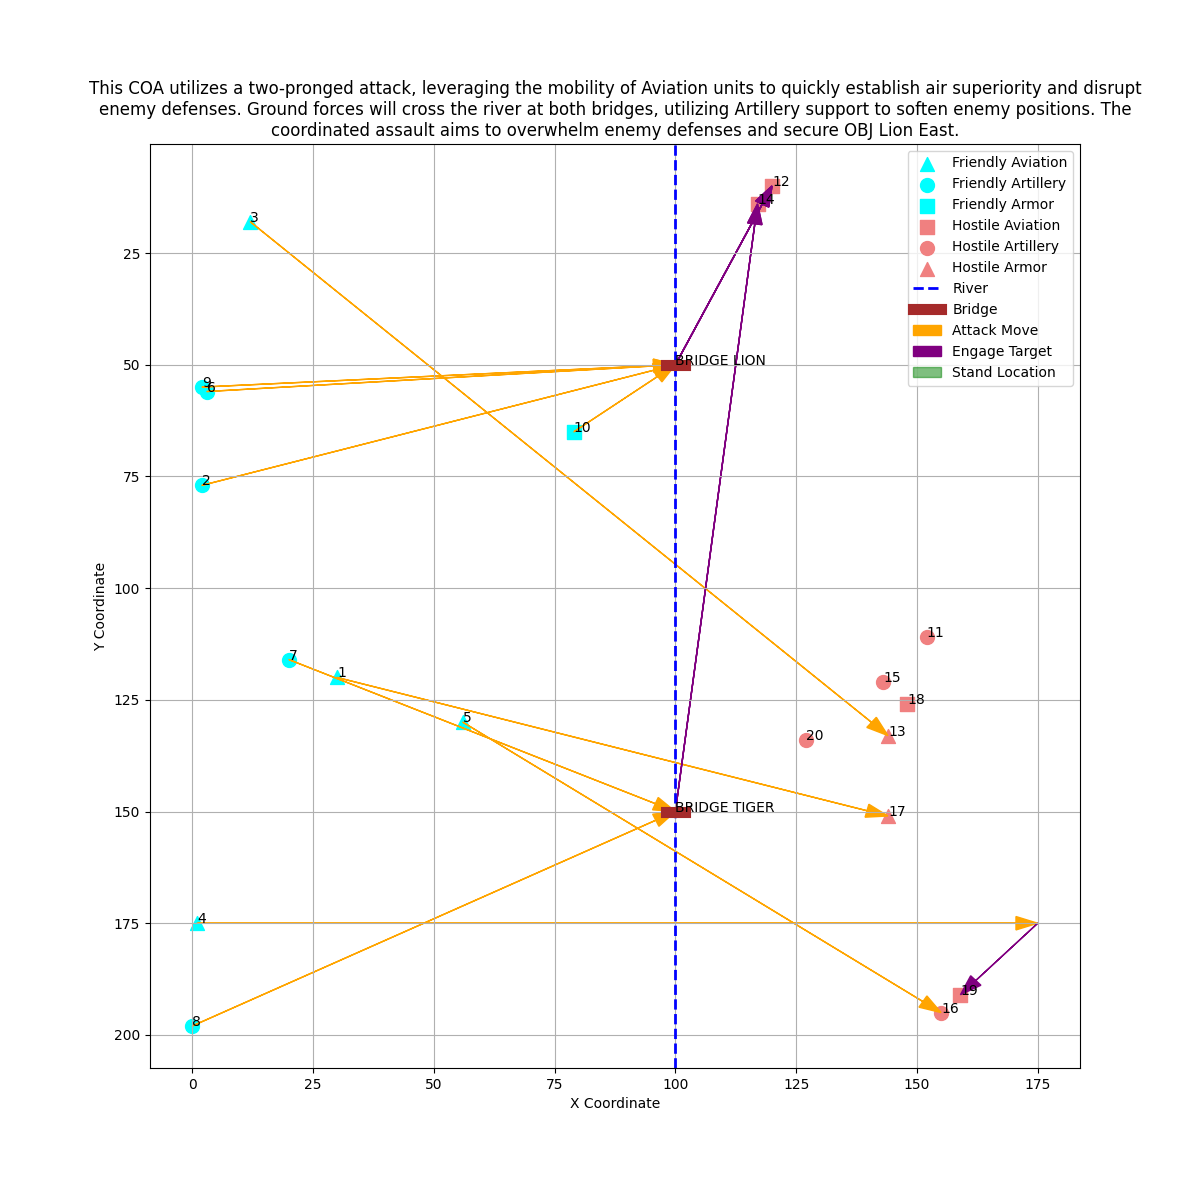 This COA utilizes a two-pronged attack, leveraging the mobility of Aviation units to quickly establish air superiority and disrupt
enemy defenses. Ground forces will cross the river at both bridges, utilizing Artillery support to soften enemy positions. The
coordinated assault aims to overwhelm enemy defenses and secure OBJ Lion East.
Friendly Aviation
Friendly Artillery
Friendly Armor
Hostile Aviation
Hostile Artillery
Hostile Armor
River
Bridge
Attack Move
Engage Target
Stand Location
12
14
3
BRIDGE LION
9
6
10
2
11
7
1
15
18
5
13
20
BRIDGE TIGER
17
4
19
16
8
25
50
75
100
125
150
175
200
Y Coordinate
0
25
50
75
100
125
150
175
X Coordinate